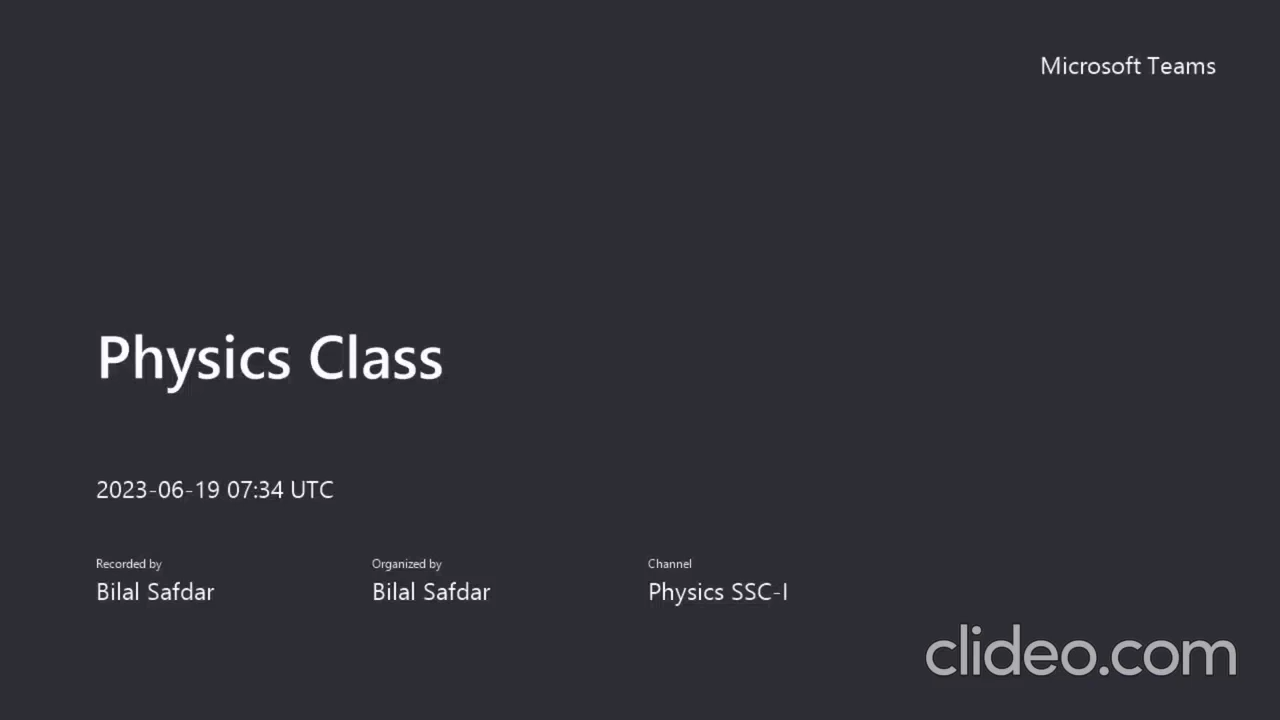 Microsoft Teams
Physics Class
2023-06-19 07:34 UTC
Recorded by
Bilal Safdar
Organized by
Bilal Safdar
Channel
Physics SSC-I
clideo.com